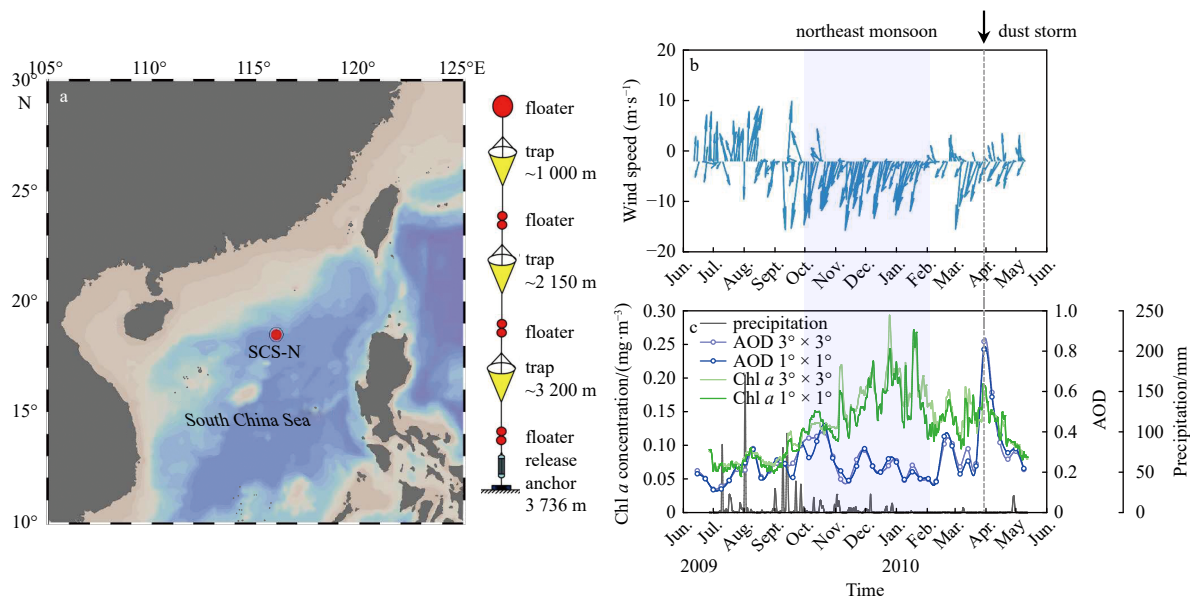 105° 110° 115° 120° 125°E
30°
N
25°
20°
15°
10°
a
SCS-N
South China Sea
floater
trap
~1 000 m
floater
trap
~2 150 m
floater
trap
~3 200 m
floater
release
anchor
3 736 m
northeast monsoon
dust storm
b
Wind speed (m·s⁻¹)
20
10
0
−10
−20
Jun. Jul. Aug. Sept. Oct. Nov. Dec. Jan. Feb. Mar. Apr. May Jun.
c
precipitation
AOD 3° × 3°
AOD 1° × 1°
Chl a 3° × 3°
Chl a 1° × 1°
Chl a concentration/(mg·m⁻³)
0.30
0.25
0.20
0.15
0.10
0.05
0
AOD
1.0
0.8
0.6
0.4
0.2
0
Precipitation/mm
250
200
150
100
50
0
Jun. Jul. Aug. Sept. Oct. Nov. Dec. Jan. Feb. Mar. Apr. May Jun.
2009 2010
Time